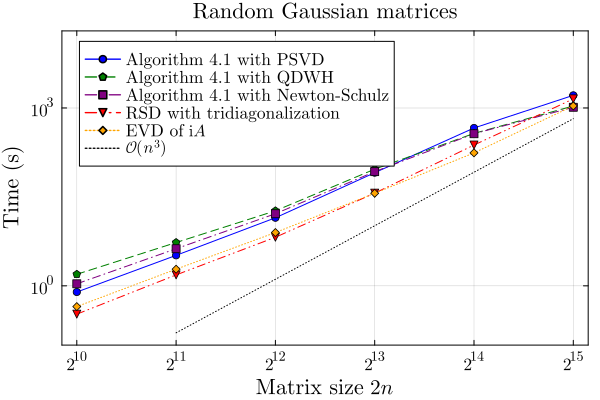 Random Gaussian matrices
Algorithm 4.1 with PSVD
Algorithm 4.1 with QDWH
Algorithm 4.1 with Newton-Schulz
RSD with tridiagonalization
EVD of iA
𝒪(n³)
Time (s)
10³
10⁰
2¹⁰ 2¹¹ 2¹² 2¹³ 2¹⁴ 2¹⁵
Matrix size 2n